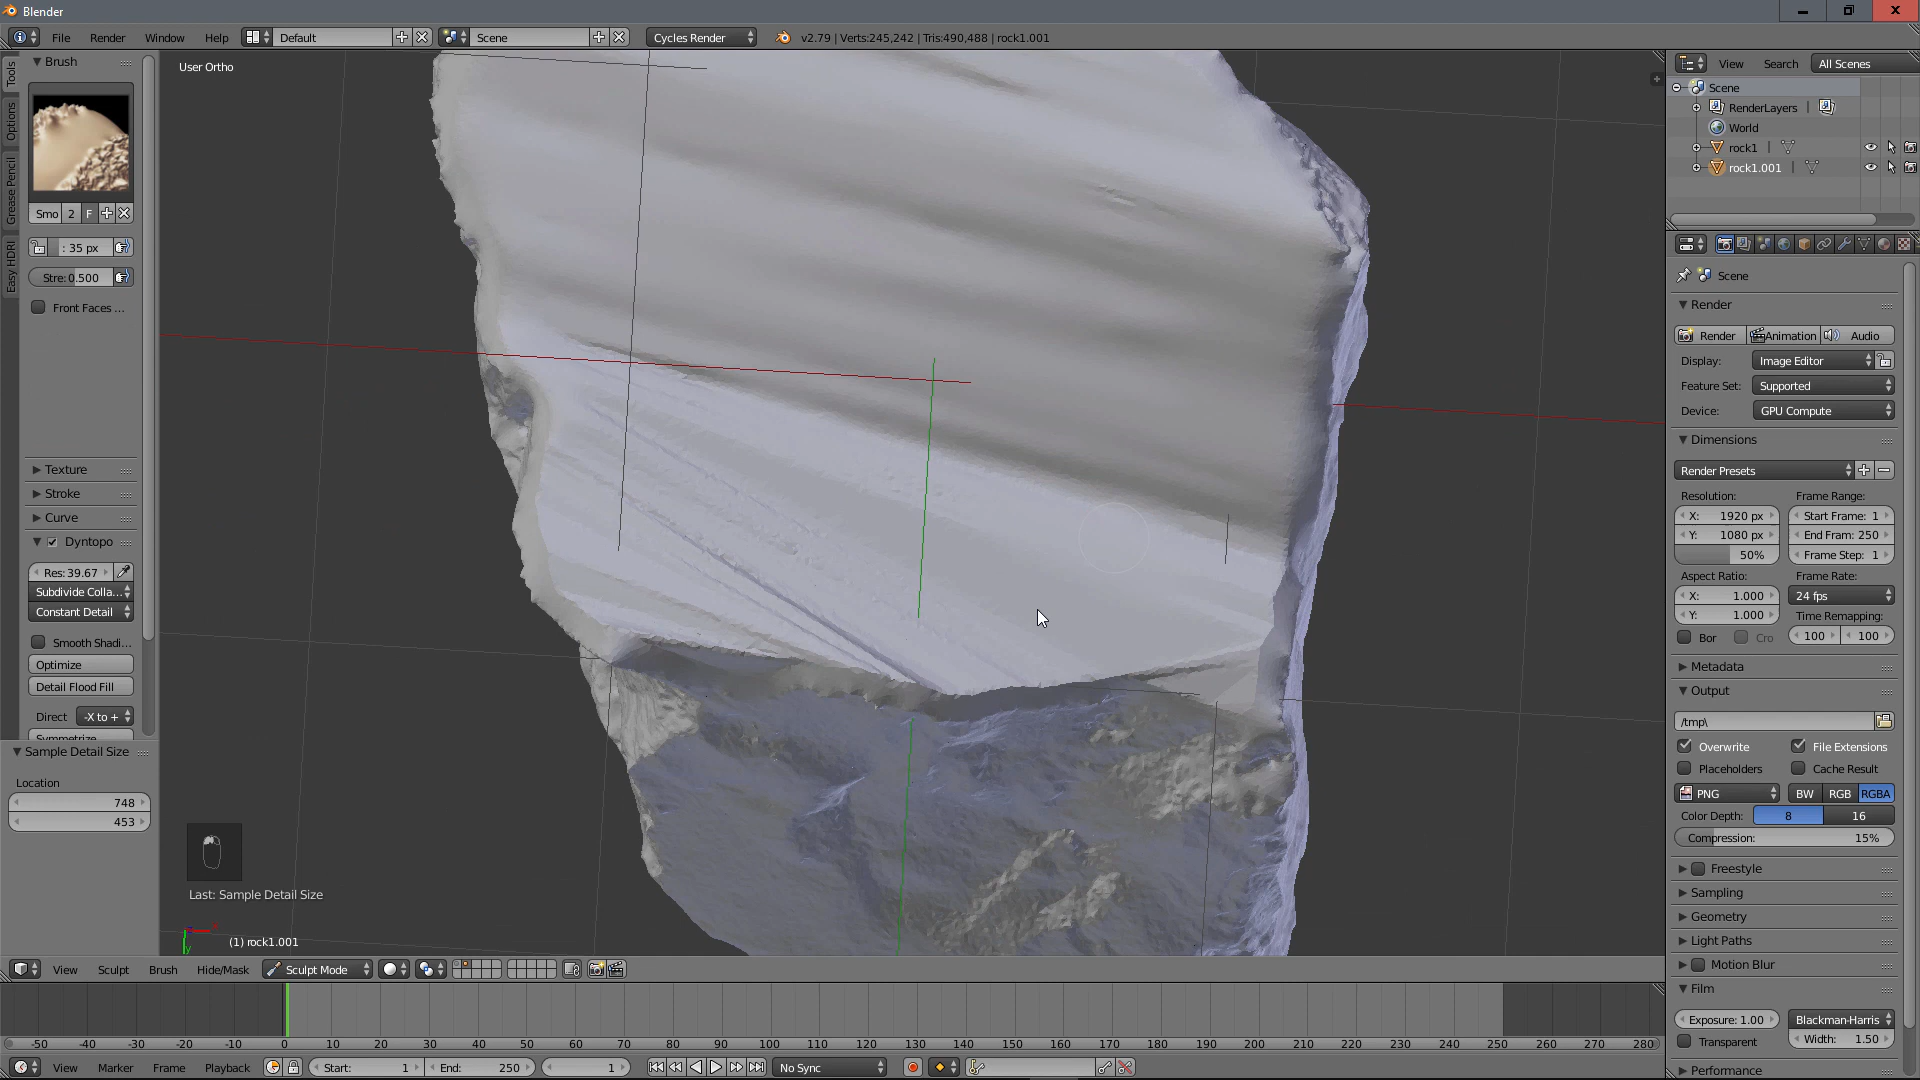 Blender
File Render Window Help Default Scene Cycles Render v2.79 | Verts:245,242 | Tris:490,488 | rock1.001
Tools
Options
Grease Pencil
Easy HDRI
Brush
Smo 2 F
: 35 px
Stre: 0.500
Front Faces ...
Texture
Stroke
Curve
Dyntopo
Res: 39.67
Subdivide Colla...
Constant Detail
Smooth Shadi...
Optimize
Detail Flood Fill
Direct -X to +
Symmetrize
Sample Detail Size
Location
748
453
User Ortho
Last: Sample Detail Size
(1) rock1.001
View Sculpt Brush Hide/Mask Sculpt Mode
-50 -40 -30 -20 -10 0 10 20 30 40 50 60 70 80 90 100 110 120 130 140 150 160 170 180 190 200 210 220 230 240 250 260 270 280
View Marker Frame Playback Start: 1 End: 250 1 No Sync
View Search All Scenes
Scene
RenderLayers
World
rock1
rock1.001
Scene
Render
Render Animation Audio
Display: Image Editor
Feature Set: Supported
Device: GPU Compute
Dimensions
Render Presets
Resolution: Frame Range:
X: 1920 px Start Frame: 1
Y: 1080 px End Fram: 250
50% Frame Step: 1
Aspect Ratio: Frame Rate:
X: 1.000 24 fps
Y: 1.000 Time Remapping:
Bor Cro 100 100
Metadata
Output
/tmp\
Overwrite File Extensions
Placeholders Cache Result
PNG BW RGB RGBA
Color Depth: 8 16
Compression: 15%
Freestyle
Sampling
Geometry
Light Paths
Motion Blur
Film
Exposure: 1.00 Blackman-Harris
Transparent Width: 1.50
Performance